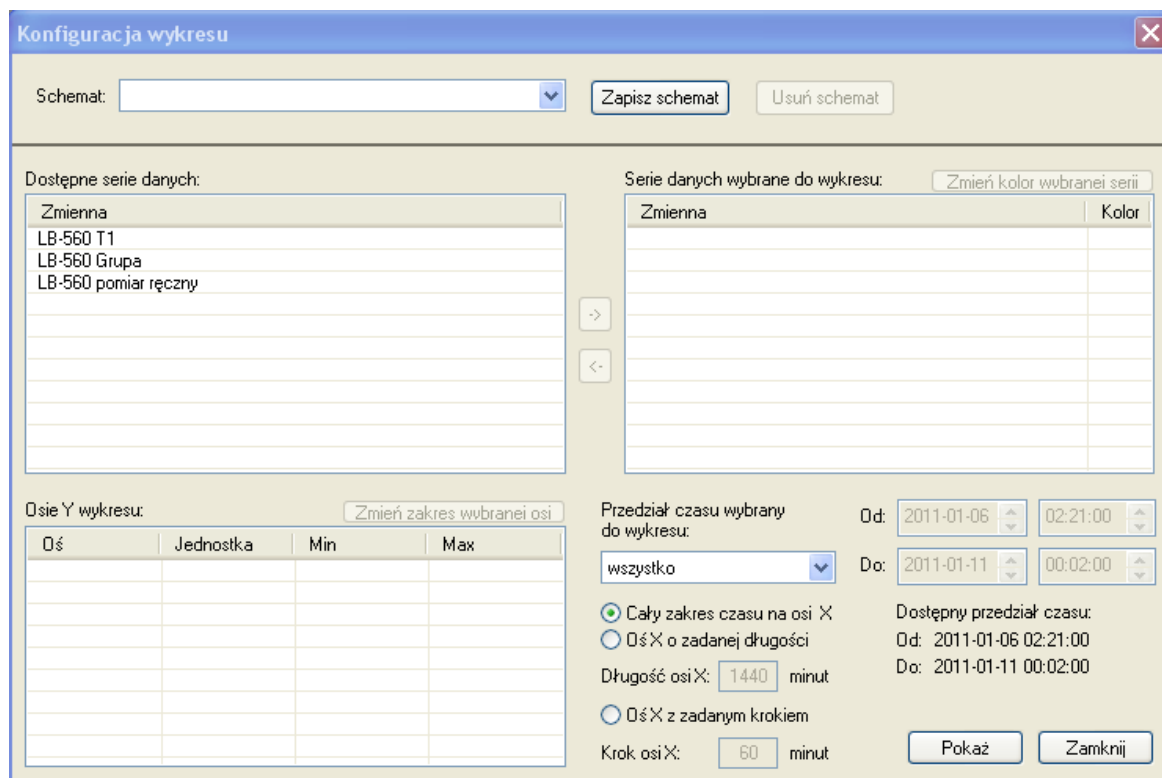 Konfiguracja wykresu
Schemat:
Zapisz schemat
Usuń schemat
Dostępne serie danych:
Serie danych wybrane do wykresu:
Zmień kolor wybranej serii
Zmienna
Zmienna
Kolor
LB-560 T1
LB-560 Grupa
LB-560 pomiar ręczny
->
<-
Osie Y wykresu:
Zmień zakres wybranej osi
Oś
Jednostka
Min
Max
Przedział czasu wybrany
do wykresu:
wszystko
Od:
2011-01-06
02:21:00
Do:
2011-01-11
00:02:00
Cały zakres czasu na osi X
Oś X o zadanej długości
Długość osi X:
1440
minut
Oś X z zadanym krokiem
Krok osi X:
60
minut
Dostępny przedział czasu:
Od: 2011-01-06 02:21:00
Do: 2011-01-11 00:02:00
Pokaż
Zamknij